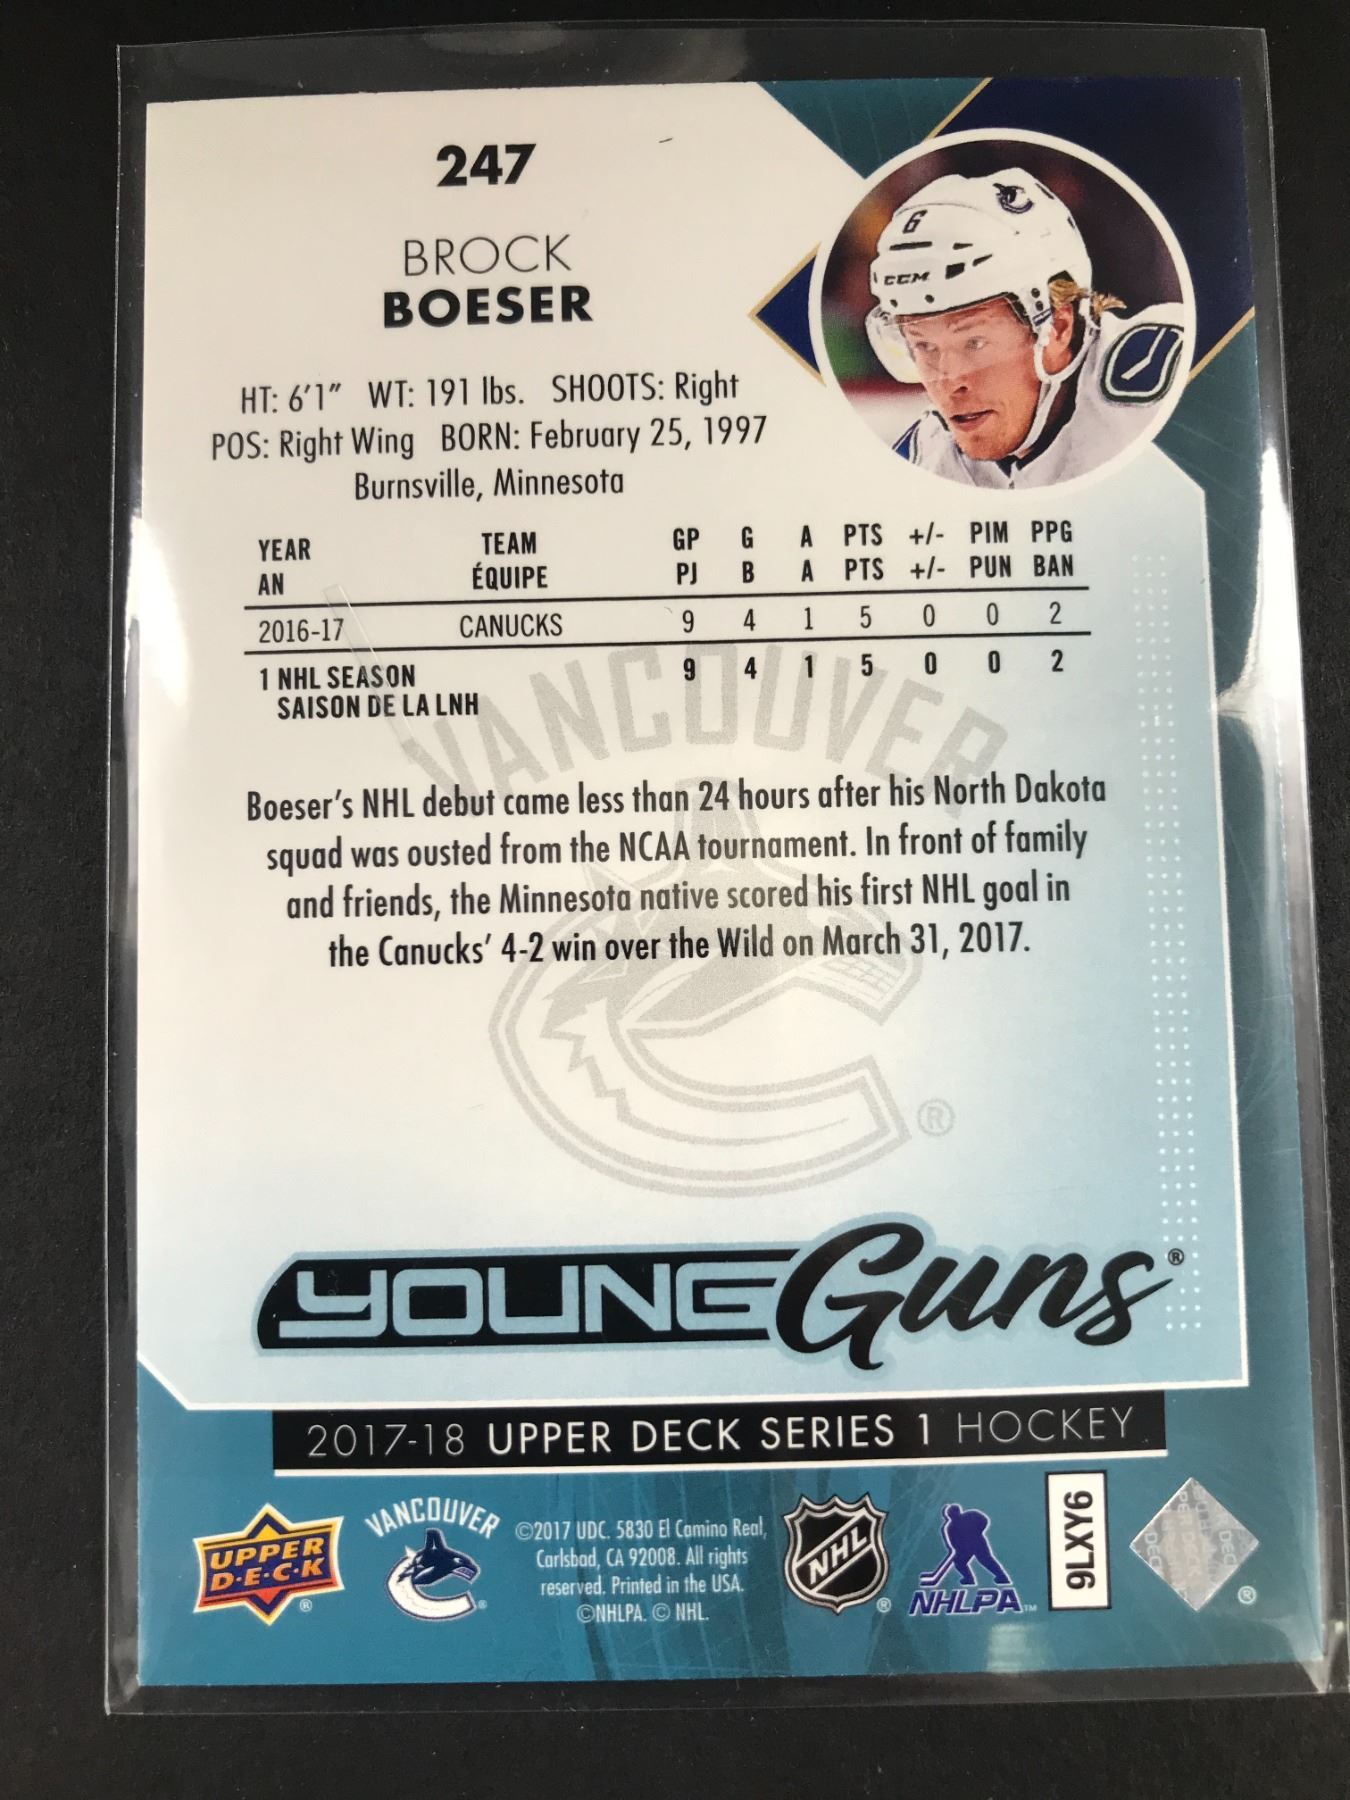 247
BROCK
BOESER
6
CCM
HT: 6'1" WT: 191 lbs. SHOOTS: Right
POS: Right Wing BORN: February 25, 1997
Burnsville, Minnesota
YEAR TEAM GP G A PTS +/- PIM PPG
AN ÉQUIPE PJ B A PTS +/- PUN BAN
2016-17 CANUCKS 9 4 1 5 0 0 2
1 NHL SEASON 9 4 1 5 0 0 2
SAISON DE LA LNH
VANCOUVER
Boeser's NHL debut came less than 24 hours after his North Dakota
squad was ousted from the NCAA tournament. In front of family
and friends, the Minnesota native scored his first NHL goal in
the Canucks' 4-2 win over the Wild on March 31, 2017.
®
YOUNG Guns®
2017-18 UPPER DECK SERIES 1 HOCKEY
UPPER
D·E·C·K
®
VANCOUVER
®
©2017 UDC. 5830 El Camino Real,
Carlsbad, CA 92008. All rights
reserved. Printed in the USA.
©NHLPA. © NHL.
NHL
®
NHLPA™
9LXY6
®